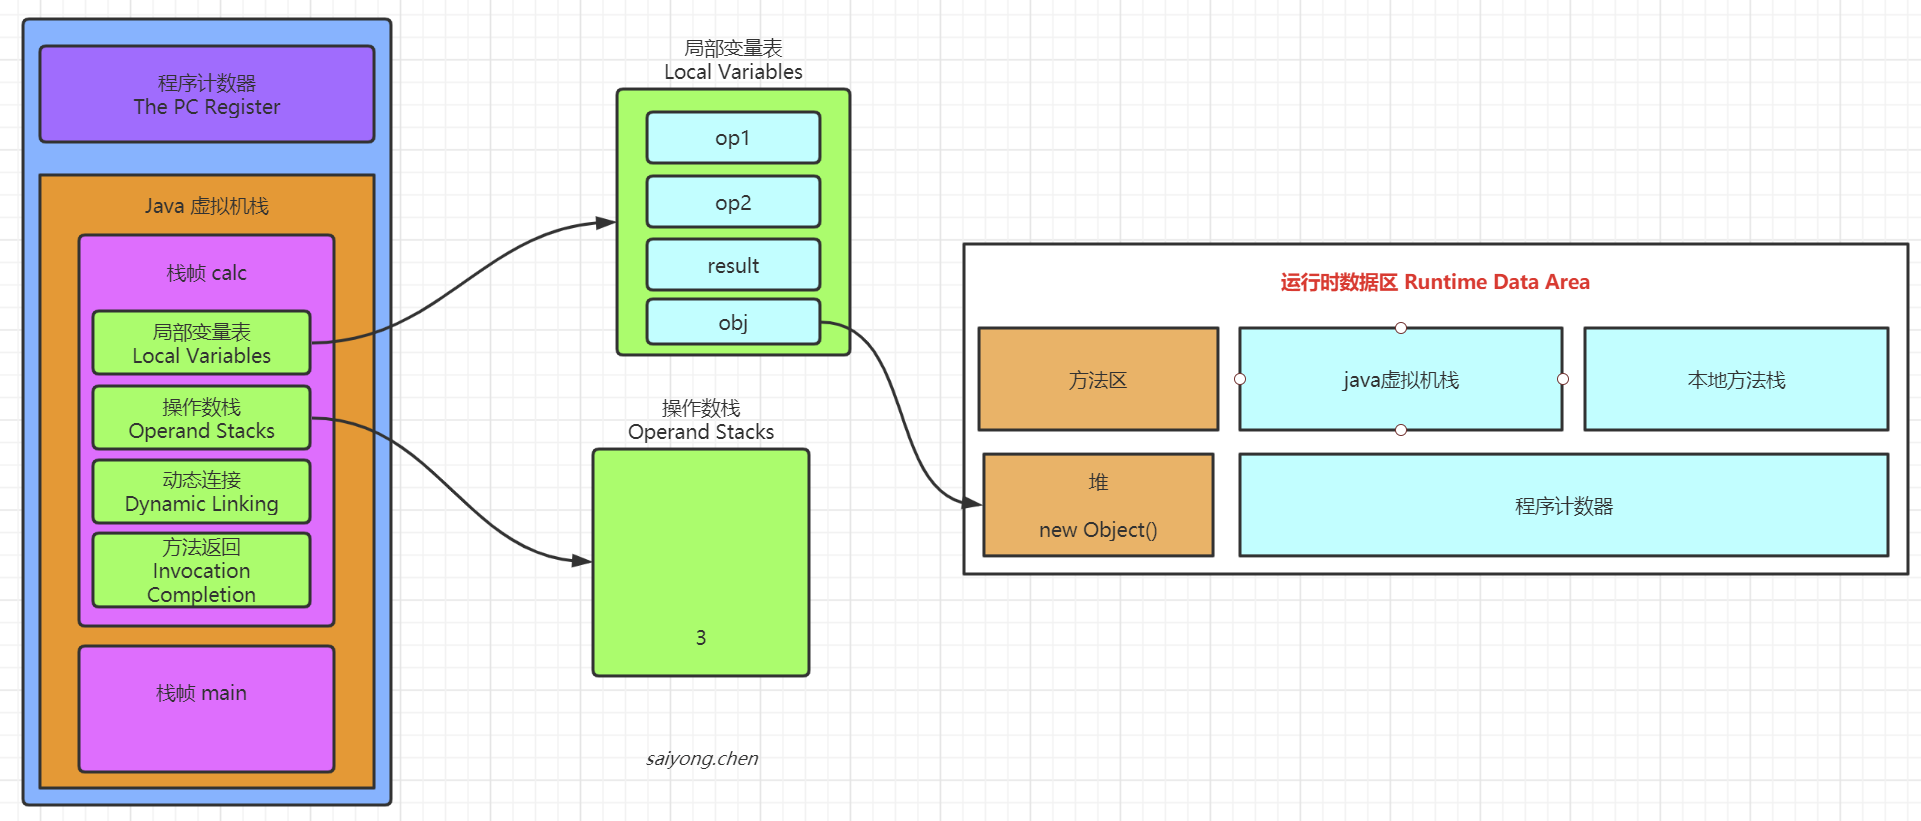 程序计数器
The PC Register
Java 虚拟机栈
栈帧 calc
局部变量表
Local Variables
操作数栈
Operand Stacks
动态连接
Dynamic Linking
方法返回
Invocation
Completion
栈帧 main
局部变量表
Local Variables
op1
op2
result
obj
操作数栈
Operand Stacks
3
saiyong.chen
运行时数据区 Runtime Data Area
方法区
java虚拟机栈
本地方法栈
堆
new Object()
程序计数器